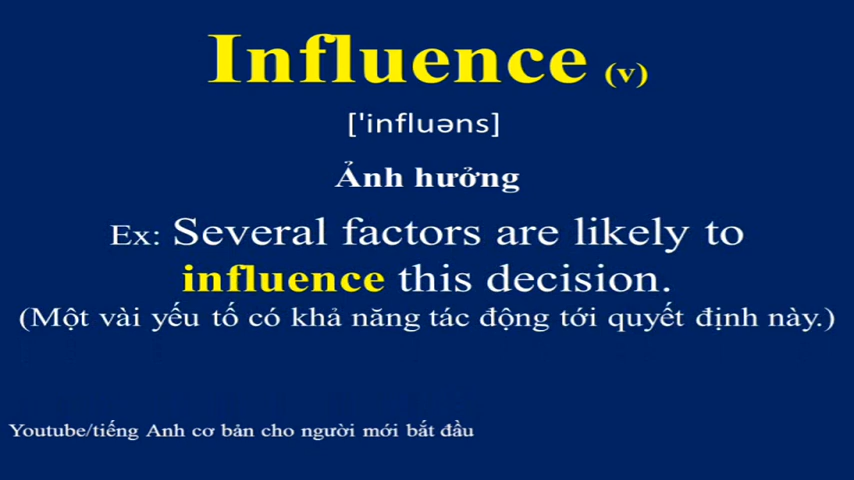 Influence (v)
['influəns]
Ảnh hưởng
Ex: Several factors are likely to
influence this decision.
(Một vài yếu tố có khả năng tác động tới quyết định này.)
Youtube/tiếng Anh cơ bản cho người mới bắt đầu